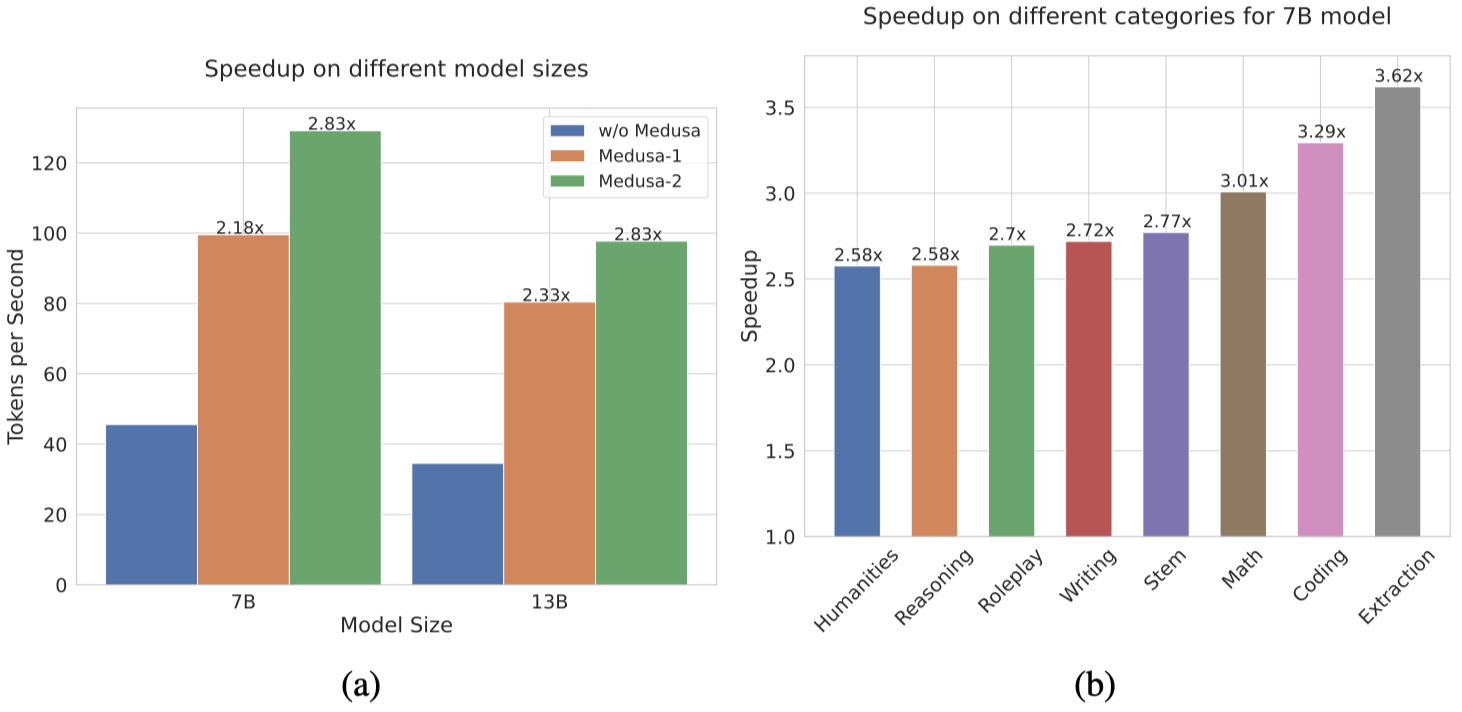 Speedup on different model sizes
2.83x
w/o Medusa
Medusa-1
Medusa-2
2.18x
2.83x
2.33x
120
100
80
60
40
20
0
Tokens per Second
7B
13B
Model Size
(a)
Speedup on different categories for 7B model
3.62x
3.29x
3.01x
2.77x
2.72x
2.7x
2.58x
2.58x
3.5
3.0
2.5
2.0
1.5
1.0
Speedup
Humanities
Reasoning
Roleplay
Writing
Stem
Math
Coding
Extraction
(b)